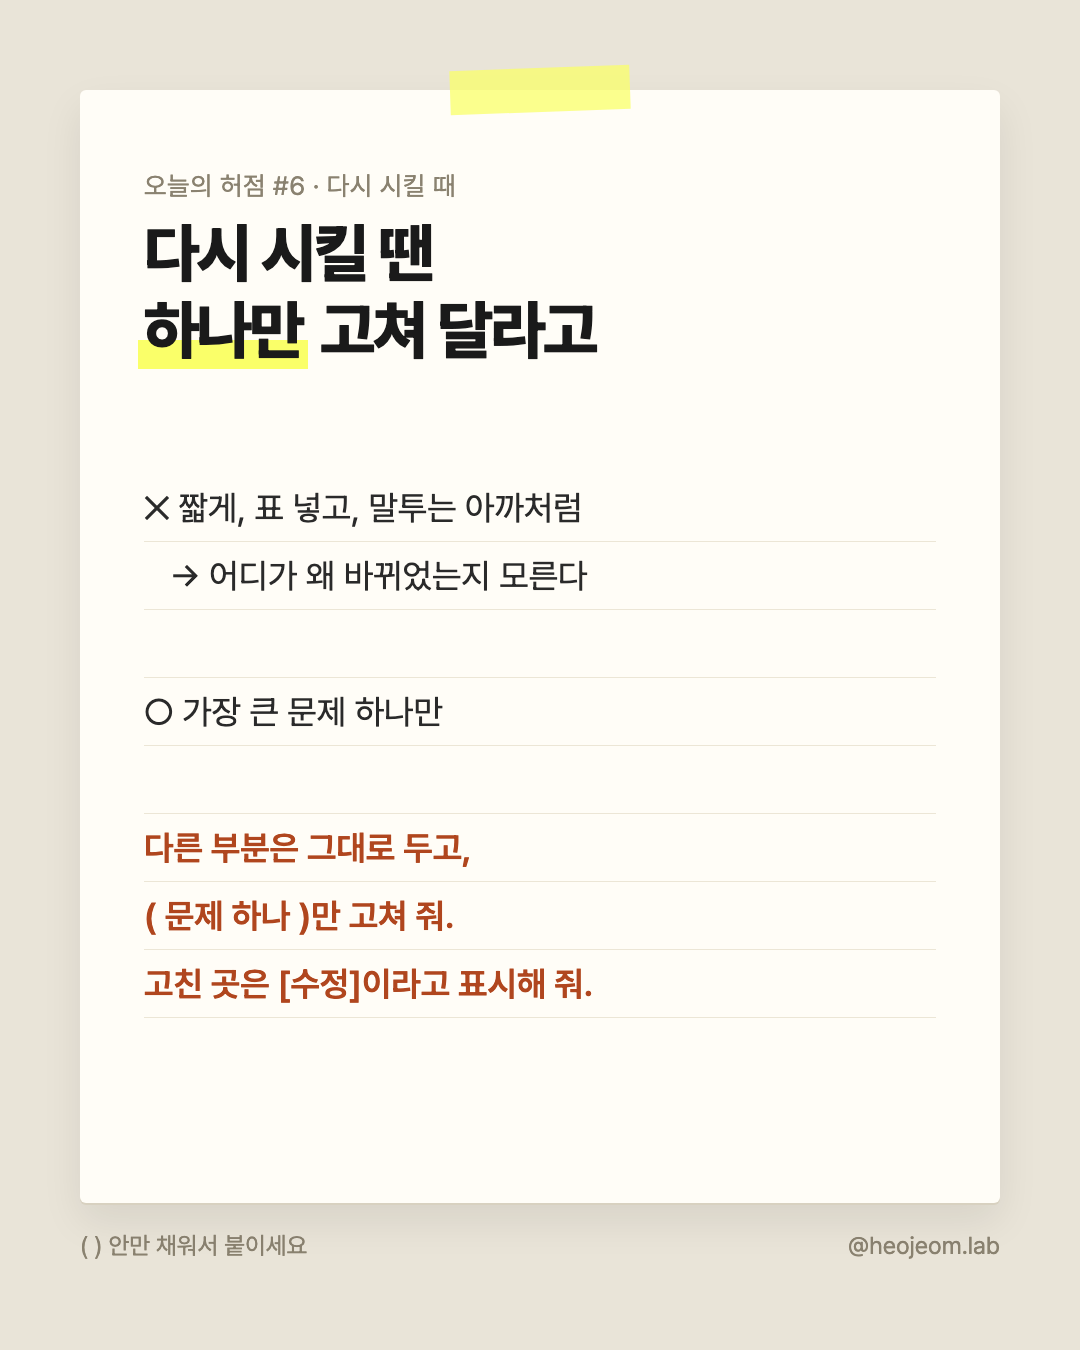 오늘의 허점 #6 · 다시 시킬 때
다시 시킬 땐
하나만 고쳐 달라고
✕ 짧게, 표 넣고, 말투는 아까처럼
→ 어디가 왜 바뀌었는지 모른다
○ 가장 큰 문제 하나만
다른 부분은 그대로 두고,
( 문제 하나 )만 고쳐 줘.
고친 곳은 [수정]이라고 표시해 줘.
( ) 안만 채워서 붙이세요
@heojeom.lab